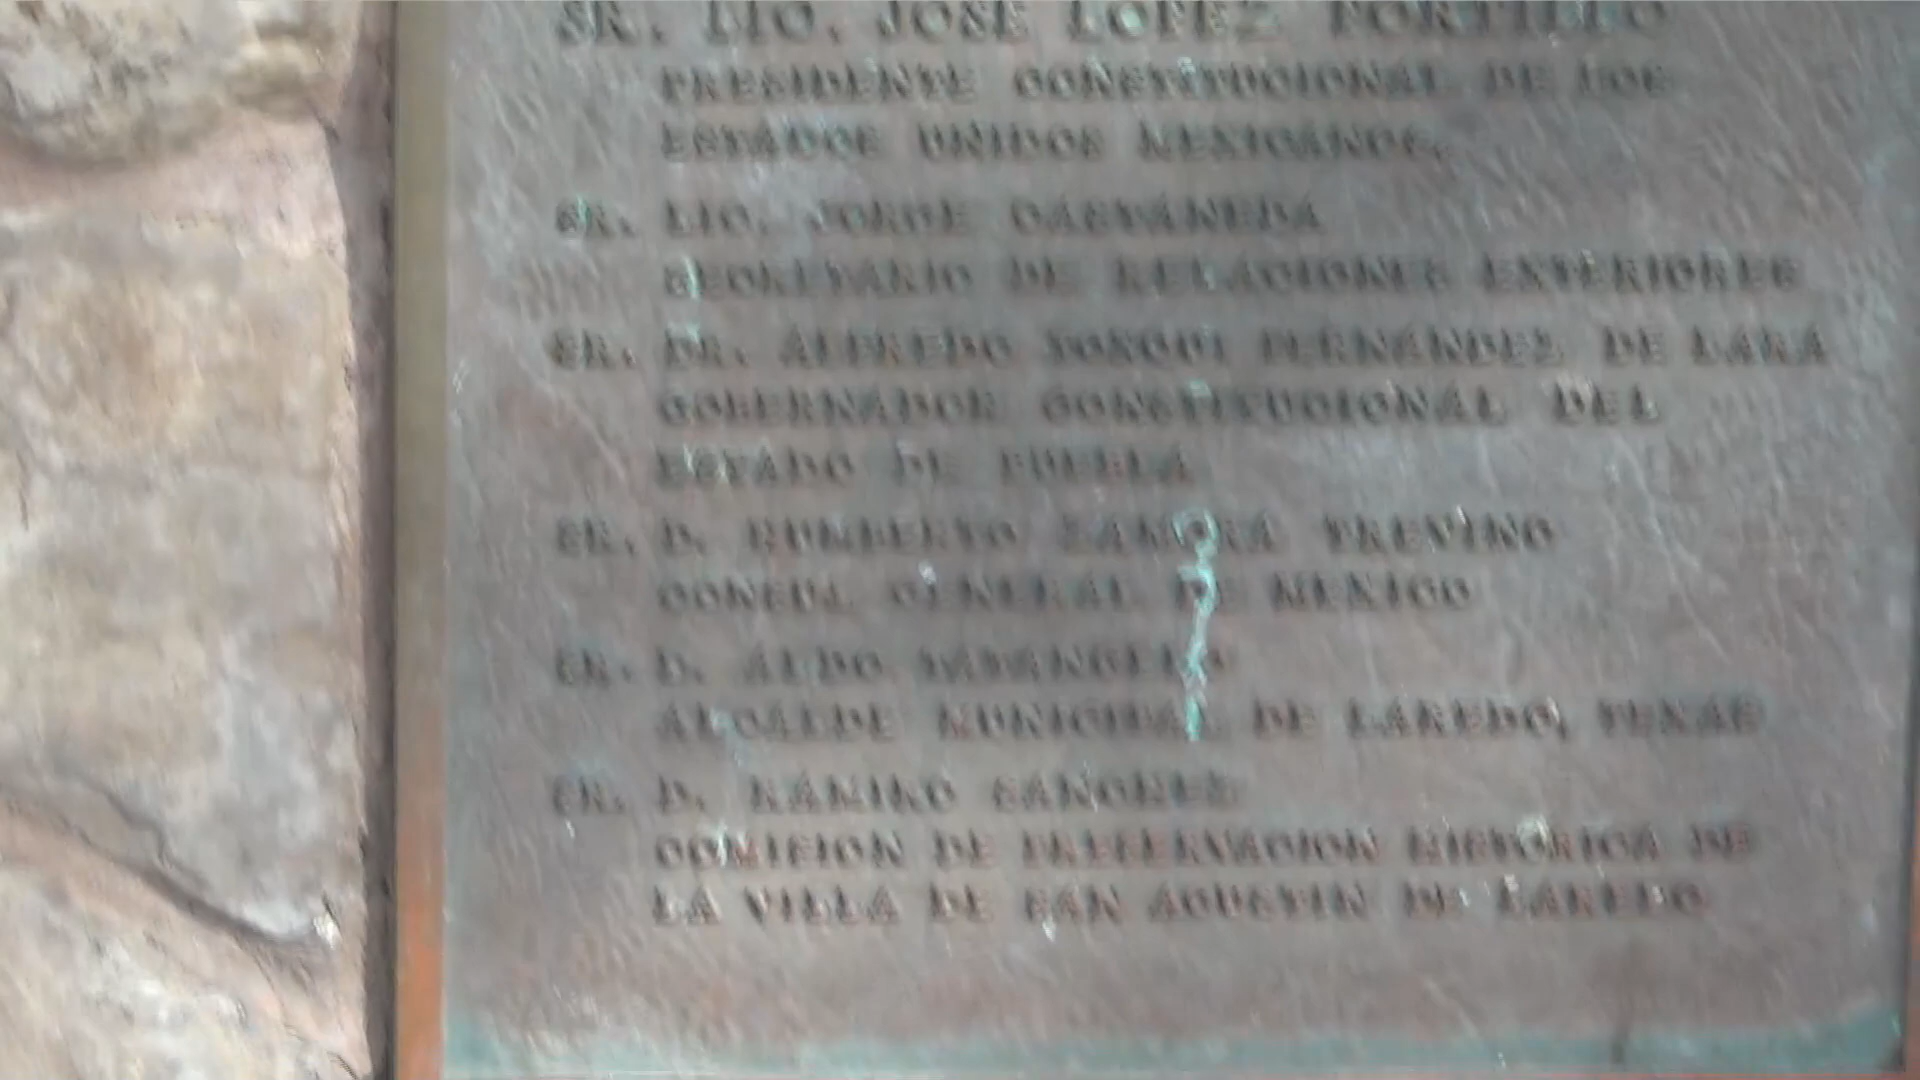 SR. LIC. JOSE LOPEZ PORTILLO
PRESIDENTE CONSTITUCIONAL DE LOS
ESTADOS UNIDOS MEXICANOS.
SR. LIC. JORGE CASTAÑEDA
SECRETARIO DE RELACIONES EXTERIORES
SR. DR. ALFREDO TOXQUI FERNANDEZ DE LARA
GOBERNADOR CONSTITUCIONAL DEL
ESTADO DE PUEBLA
SR. D. HUMBERTO ZAMORA TREVIÑO
CONSUL GENERAL DE MEXICO
SR. D. ALDO TATANGELO
ALCALDE MUNICIPAL DE LAREDO, TEXAS
SR. D. RAMIRO SANCHEZ
COMISION DE PRESERVACION HISTORICA DE
LA VILLA DE SAN AGUSTIN DE LAREDO